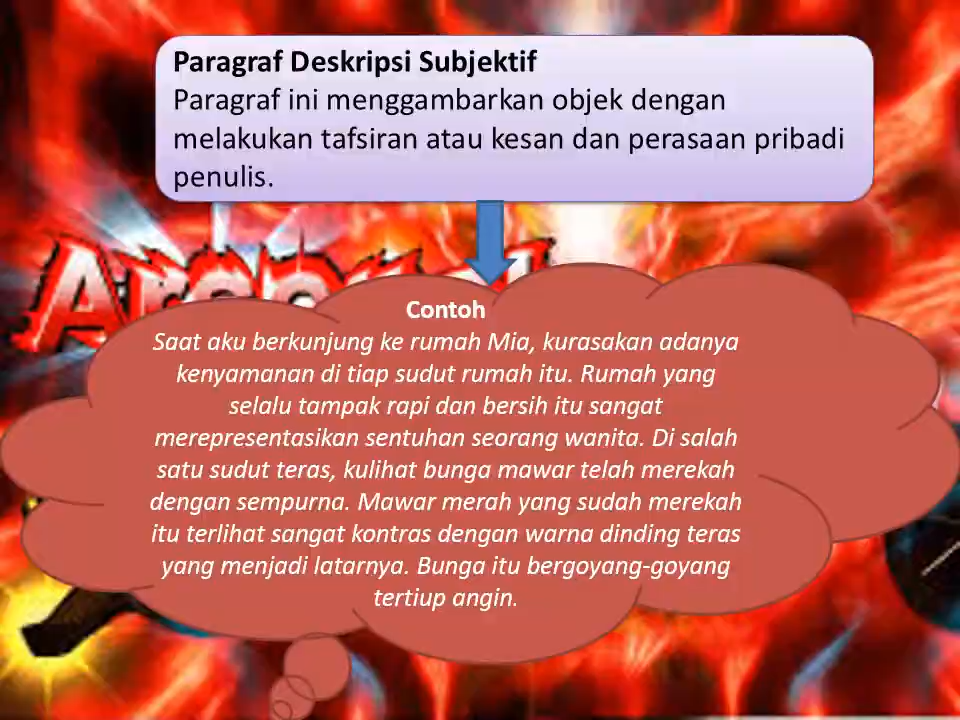 Paragraf Deskripsi Subjektif
Paragraf ini menggambarkan objek dengan
melakukan tafsiran atau kesan dan perasaan pribadi
penulis.
Contoh
Saat aku berkunjung ke rumah Mia, kurasakan adanya
kenyamanan di tiap sudut rumah itu. Rumah yang
selalu tampak rapi dan bersih itu sangat
merepresentasikan sentuhan seorang wanita. Di salah
satu sudut teras, kulihat bunga mawar telah merekah
dengan sempurna. Mawar merah yang sudah merekah
itu terlihat sangat kontras dengan warna dinding teras
yang menjadi latarnya. Bunga itu bergoyang-goyang
tertiup angin.